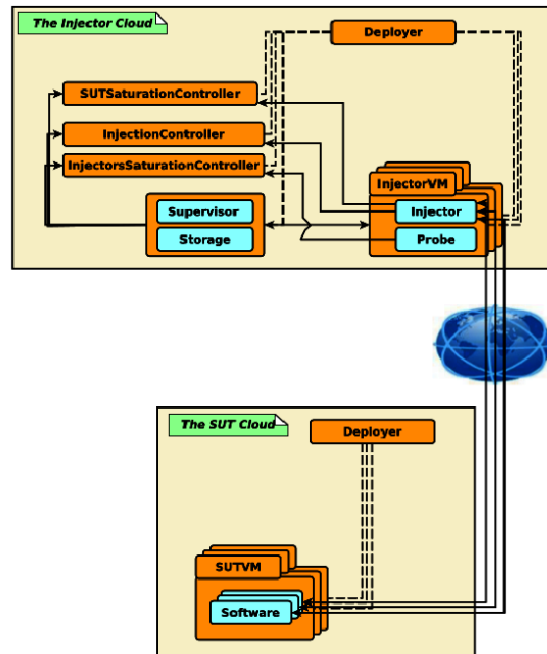 The Injector Cloud
Deployer
SUTSaturationController
InjectionController
InjectorsSaturationController
InjectorVM
Supervisor
Injector
Storage
Probe
The SUT Cloud
Deployer
SUTVM
Software